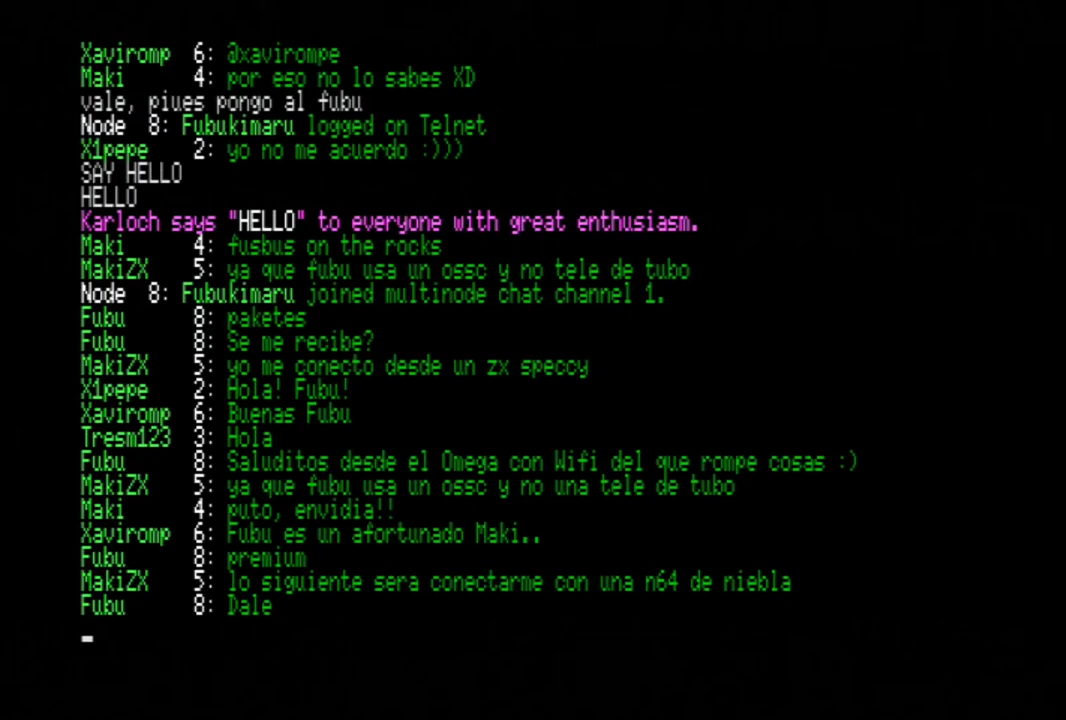 Xaviromp 6: @xavirompe
Maki 4: por eso no lo sabes XD
vale, piues pongo al fubu
Node 8: Fubukimaru logged on Telnet
X1pepe 2: yo no me acuerdo :)))
SAY HELLO
HELLO
Karloch says "HELLO" to everyone with great enthusiasm.
Maki 4: fusbus on the rocks
MakiZX 5: ya que fubu usa un ossc y no tele de tubo
Node 8: Fubukimaru joined multinode chat channel 1.
Fubu 8: paketes
Fubu 8: Se me recibe?
MakiZX 5: yo me conecto desde un zx speccy
X1pepe 2: Hola! Fubu!
Xaviromp 6: Buenas Fubu
Tresm123 3: Hola
Fubu 8: Saluditos desde el Omega con Wifi del que rompe cosas :)
MakiZX 5: ya que fubu usa un ossc y no una tele de tubo
Maki 4: puto, envidia!!
Xaviromp 6: Fubu es un afortunado Maki..
Fubu 8: premium
MakiZX 5: lo siguiente sera conectarme con una n64 de niebla
Fubu 8: Dale